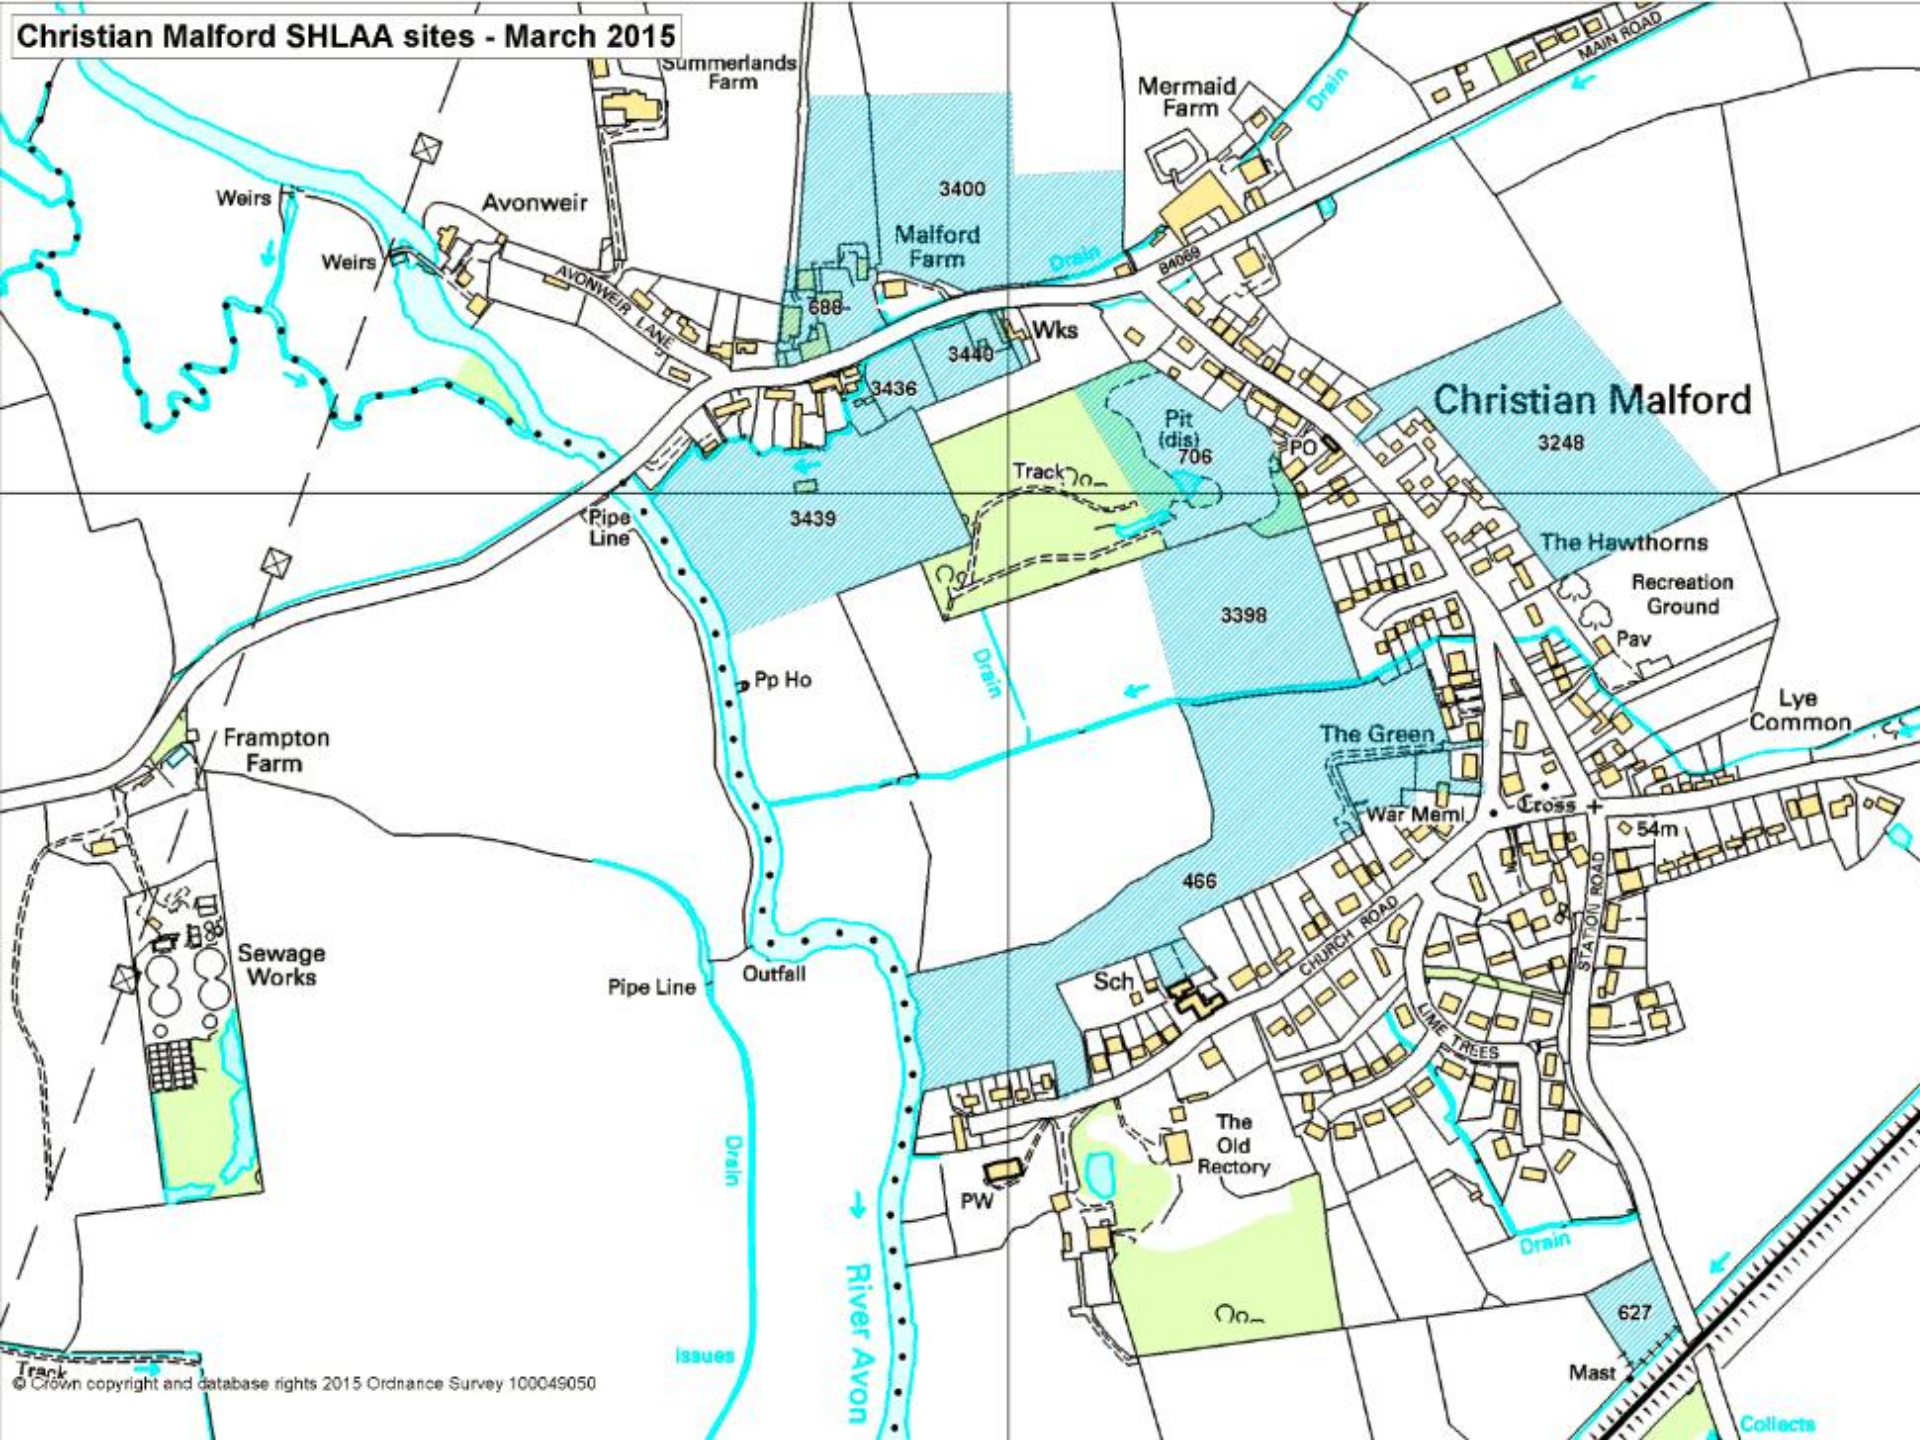 Christian Malford SHLAA sites - March 2015
MAIN ROAD
Summerlands
Farm
Mermaid
Farm
Drain
Weirs
Avonweir
3400
Malford
Farm
Weirs
Drain
B4069
AVONWEIR LANE
688
Wks
3440
3436
Christian Malford
3248
Pit
(dis)
706
PO
Track
3439
Pipe
Line
The Hawthorns
Recreation
Ground
3398
Pav
Drain
Pp Ho
Lye
Common
Frampton
Farm
The Green
War Meml
Cross
54m
466
STATION ROAD
CHURCH ROAD
Sewage
Works
Outfall
Pipe Line
Sch
LIME TREES
The
Old
Rectory
Drain
PW
Drain
River Avon
627
Issues
Mast
Track
© Crown copyright and database rights 2015 Ordnance Survey 100049050
Collects